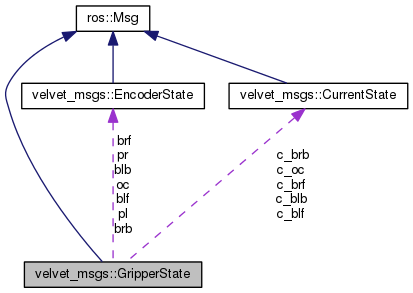 ros::Msg
velvet_msgs::EncoderState
velvet_msgs::CurrentState
brf
pr
blb
oc
blf
pl
brb
c_brb
c_oc
c_brf
c_blb
c_blf
velvet_msgs::GripperState